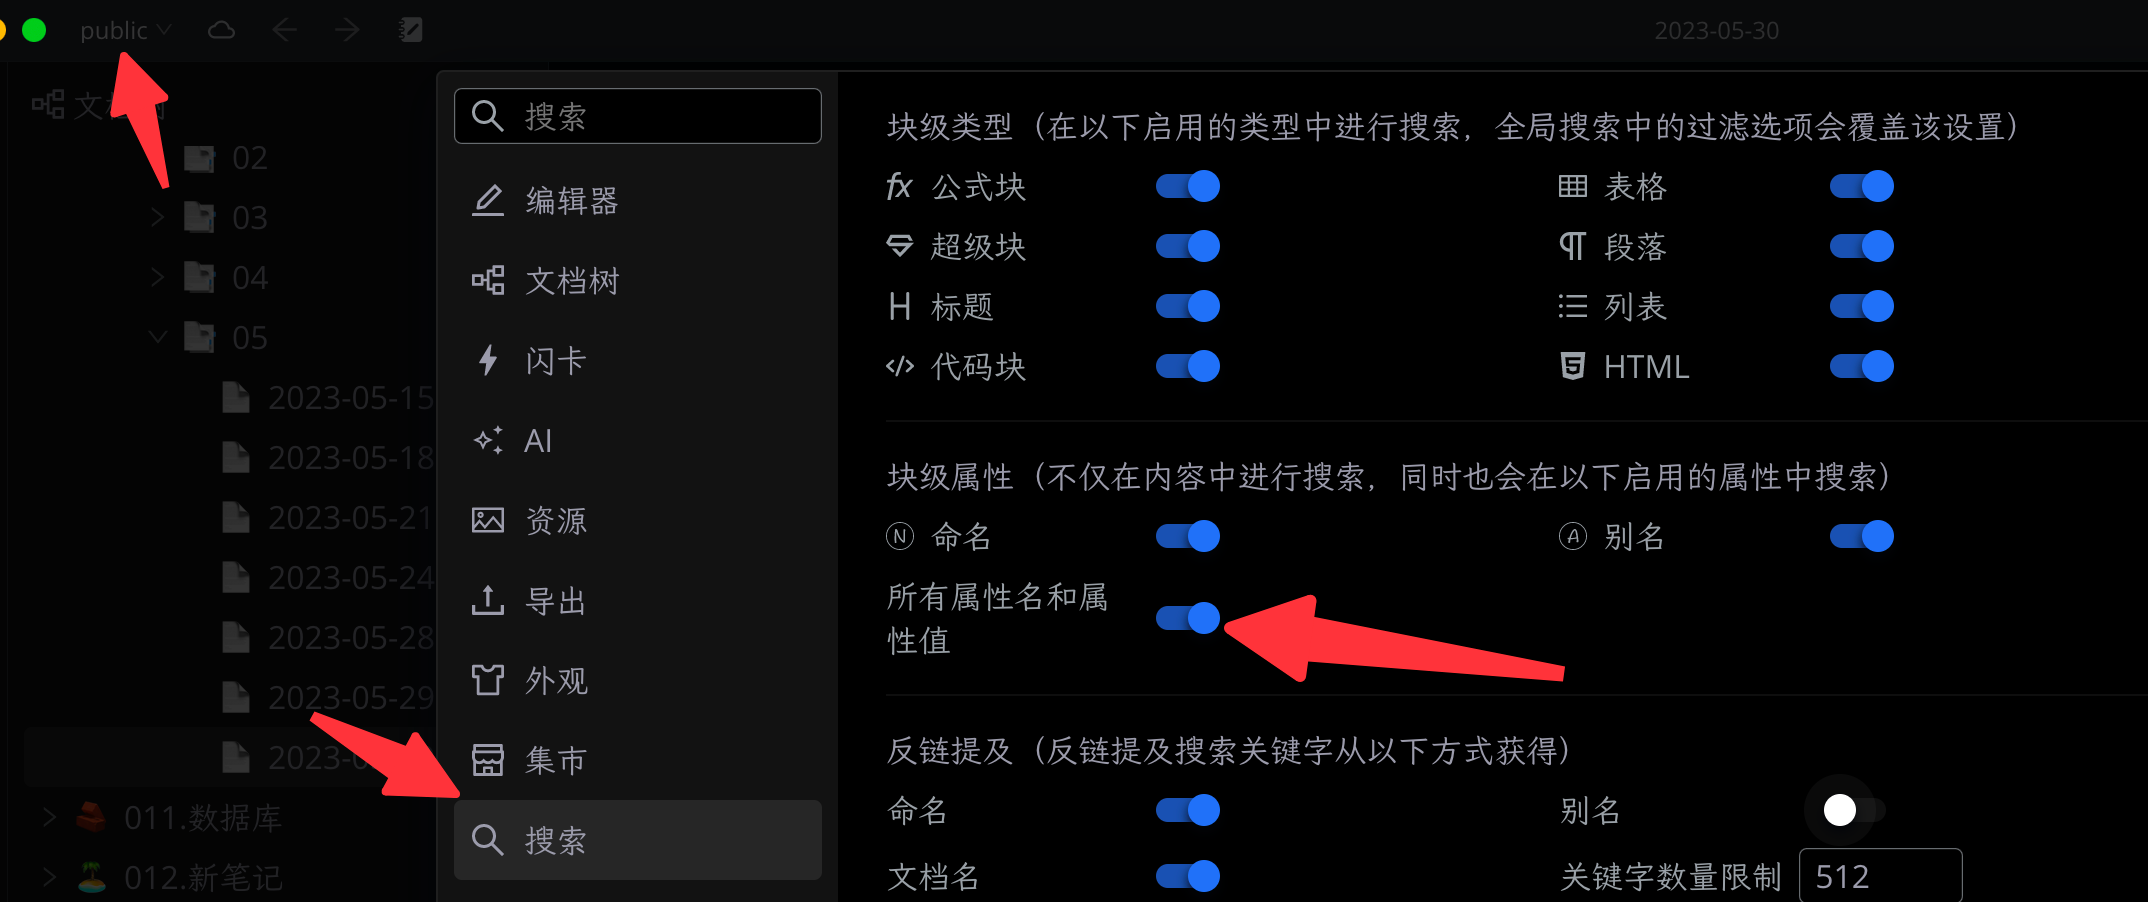 public
2023-05-30
文档树
02
03
04
05
2023-05-15
2023-05-18
2023-05-21
2023-05-24
2023-05-28
2023-05-29
2023-0
011.数据库
012.新笔记
搜索
编辑器
文档树
闪卡
AI
资源
导出
外观
集市
搜索
块级类型（在以下启用的类型中进行搜索，全局搜索中的过滤选项会覆盖该设置）
公式块
表格
超级块
段落
H 标题
列表
</> 代码块
HTML
块级属性（不仅在内容中进行搜索，同时也会在以下启用的属性中搜索）
N 命名
A 别名
所有属性名和属
性值
反链提及（反链提及搜索关键字从以下方式获得）
命名
别名
文档名
关键字数量限制 512